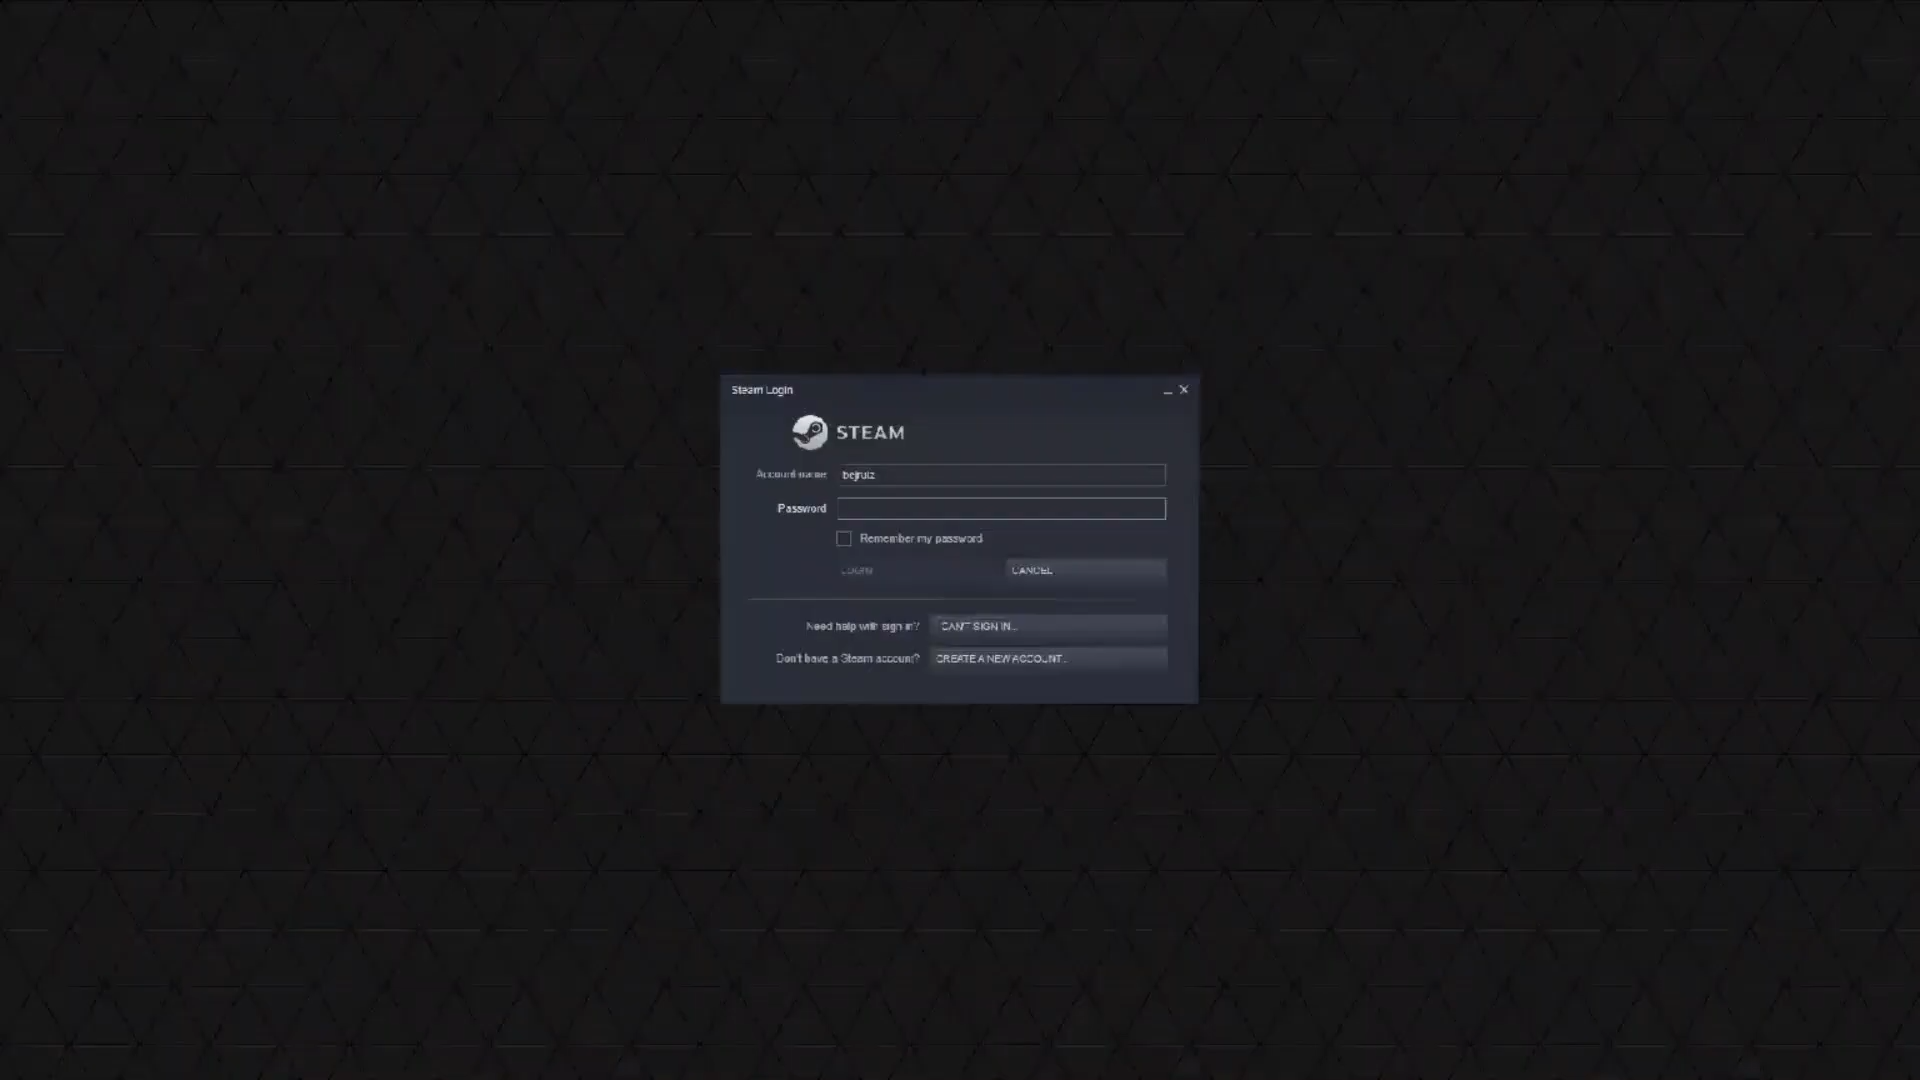 Steam Login
STEAM
Account name bejruiz
Password
Remember my password
LOGIN CANCEL
Need help with sign in? CAN'T SIGN IN...
Don't have a Steam account? CREATE A NEW ACCOUNT...